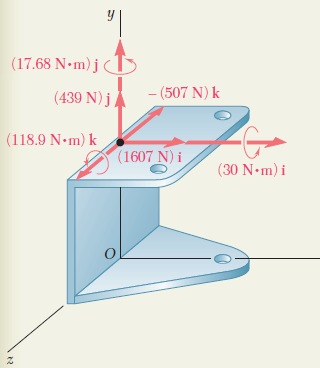 y
(17.68 N•m) j
(439 N) j
– (507 N) k
(118.9 N•m) k
(1607 N) i
(30 N•m) i
O
z